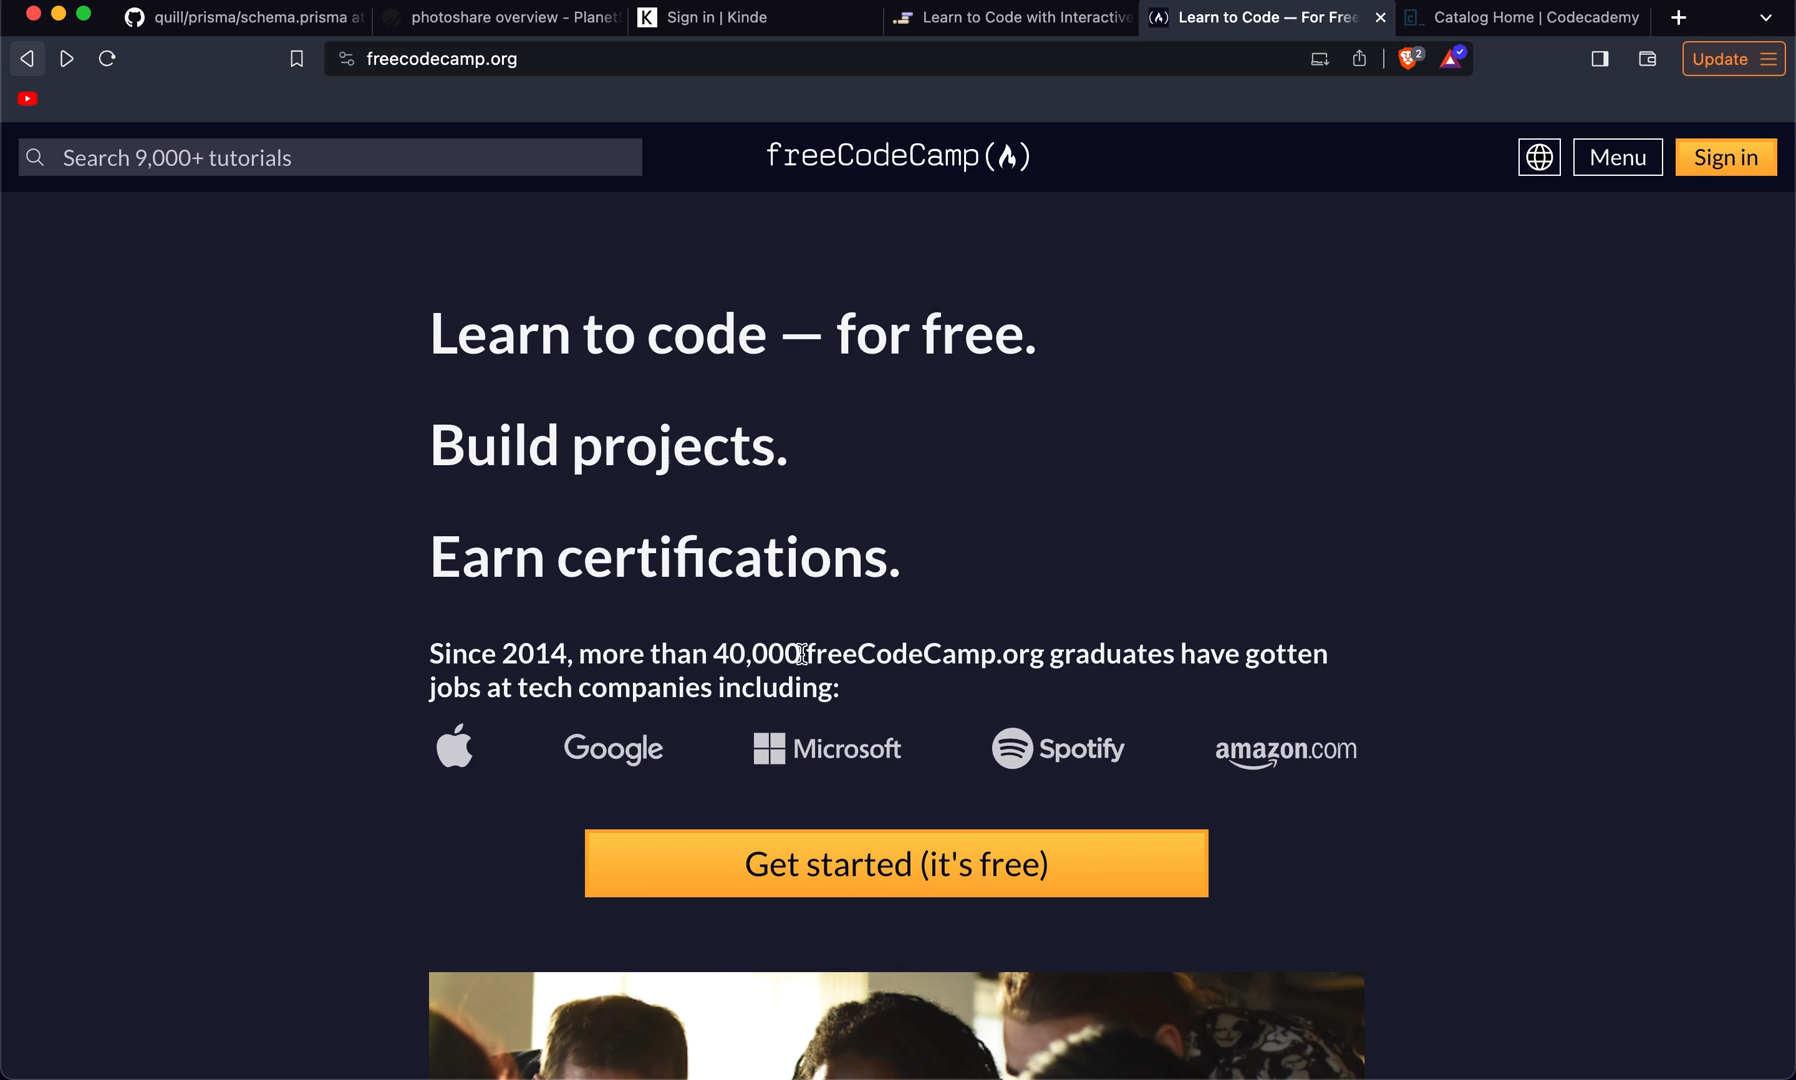 quill/prisma/schema.prisma at
photoshare overview - Planet
Sign in | Kinde
Learn to Code with Interactive
Learn to Code — For Free
Catalog Home | Codecademy
freecodecamp.org
2
Update
Search 9,000+ tutorials
freeCodeCamp
Menu
Sign in
Learn to code — for free.
Build projects.
Earn certifications.
Since 2014, more than 40,000 freeCodeCamp.org graduates have gotten
jobs at tech companies including:
Google
Microsoft
Spotify
amazon.com
Get started (it's free)